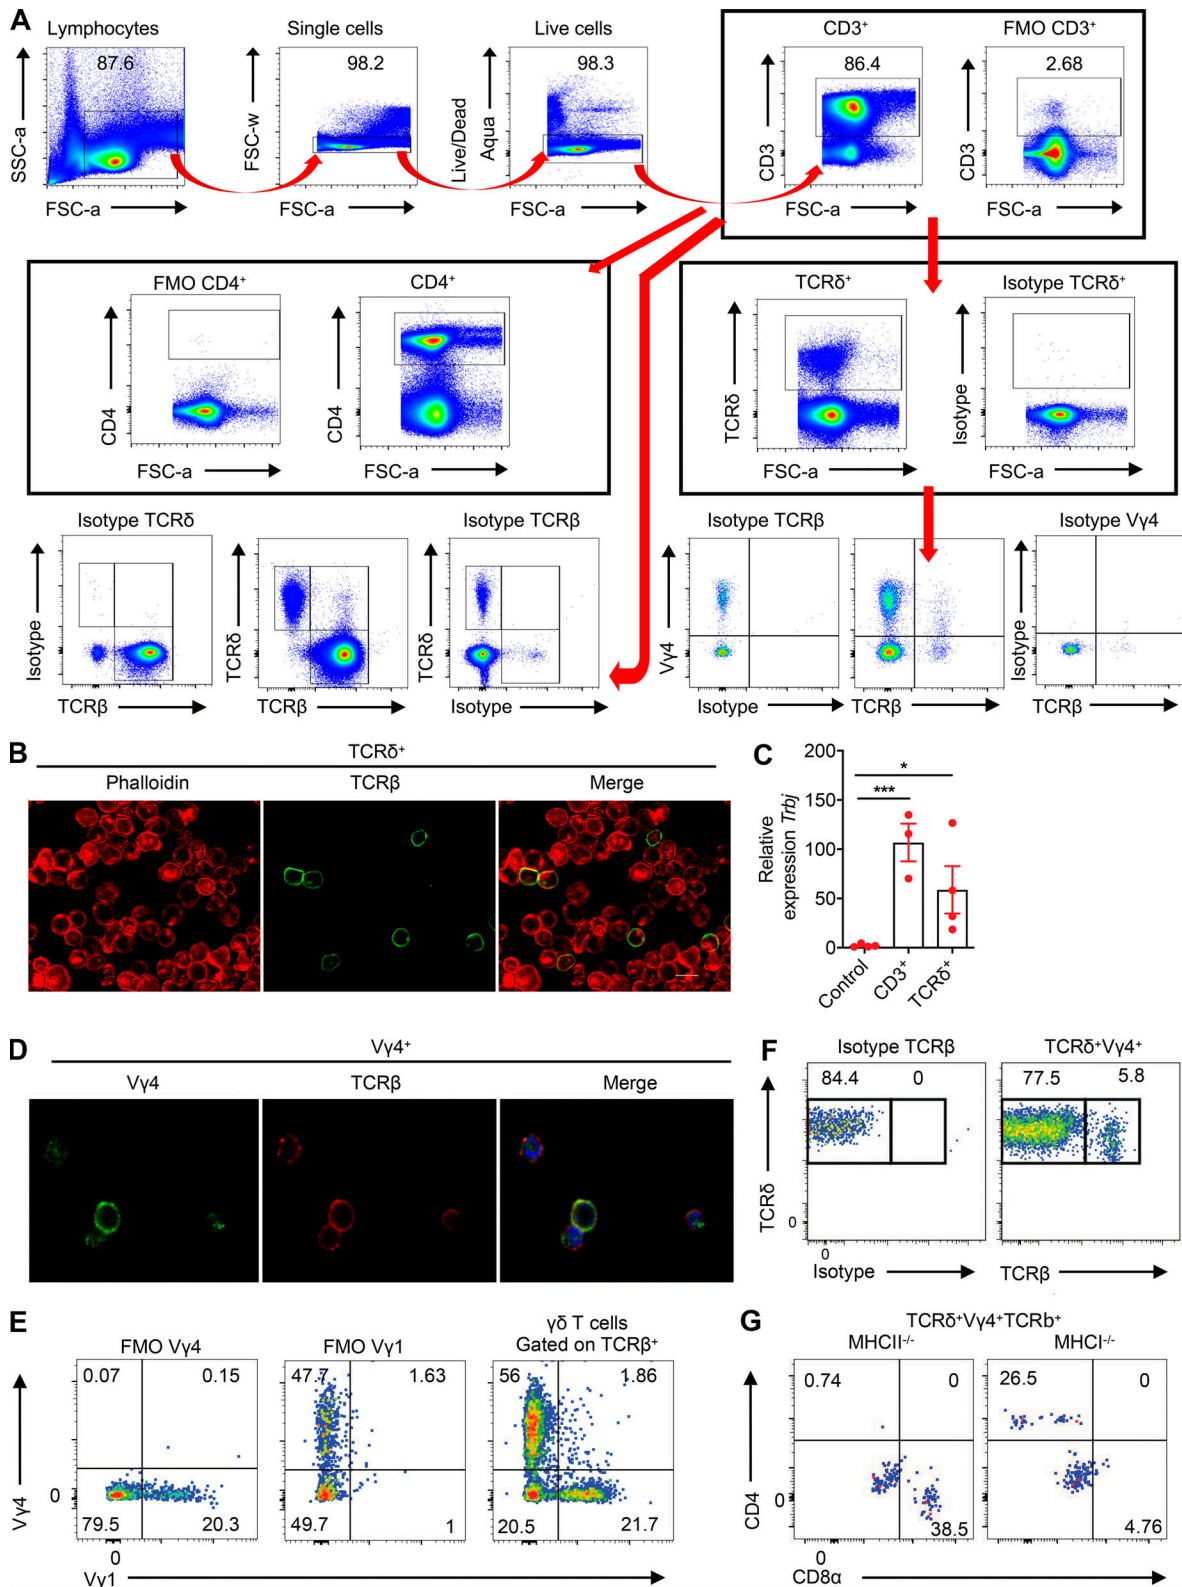 A
Lymphocytes
Single cells
Live cells
CD3⁺
FMO CD3⁺
87.6
98.2
98.3
86.4
2.68
SSC-a
FSC-w
Live/Dead
Aqua
CD3
CD3
FSC-a
FSC-a
FSC-a
FSC-a
FSC-a
FMO CD4⁺
CD4⁺
TCRδ⁺
Isotype TCRδ⁺
CD4
CD4
TCRδ
Isotype
FSC-a
FSC-a
FSC-a
FSC-a
Isotype TCRδ
Isotype TCRβ
Isotype TCRβ
Isotype Vγ4
Isotype
TCRδ
TCRδ
Vγ4
Isotype
TCRβ
TCRβ
Isotype
Isotype
TCRβ
TCRβ
B
TCRδ⁺
Phalloidin
TCRβ
Merge
C
Relative
expression Trbj
200
150
100
50
0
*
***
Control
CD3⁺
TCRδ⁺
D
Vγ4⁺
Vγ4
TCRβ
Merge
F
Isotype TCRβ
TCRδ⁺Vγ4⁺
84.4
0
77.5
5.8
TCRδ
0
0
Isotype
TCRβ
E
FMO Vγ4
FMO Vγ1
γδ T cells
Gated on TCRβ⁺
0.07
0.15
47.7
1.63
56
1.86
Vγ4
0
79.5
20.3
49.7
1
20.5
21.7
0
Vγ1
G
TCRδ⁺Vγ4⁺TCRb⁺
MHCII⁻/⁻
MHCI⁻/⁻
0.74
0
26.5
0
CD4
0
38.5
4.76
0
CD8α